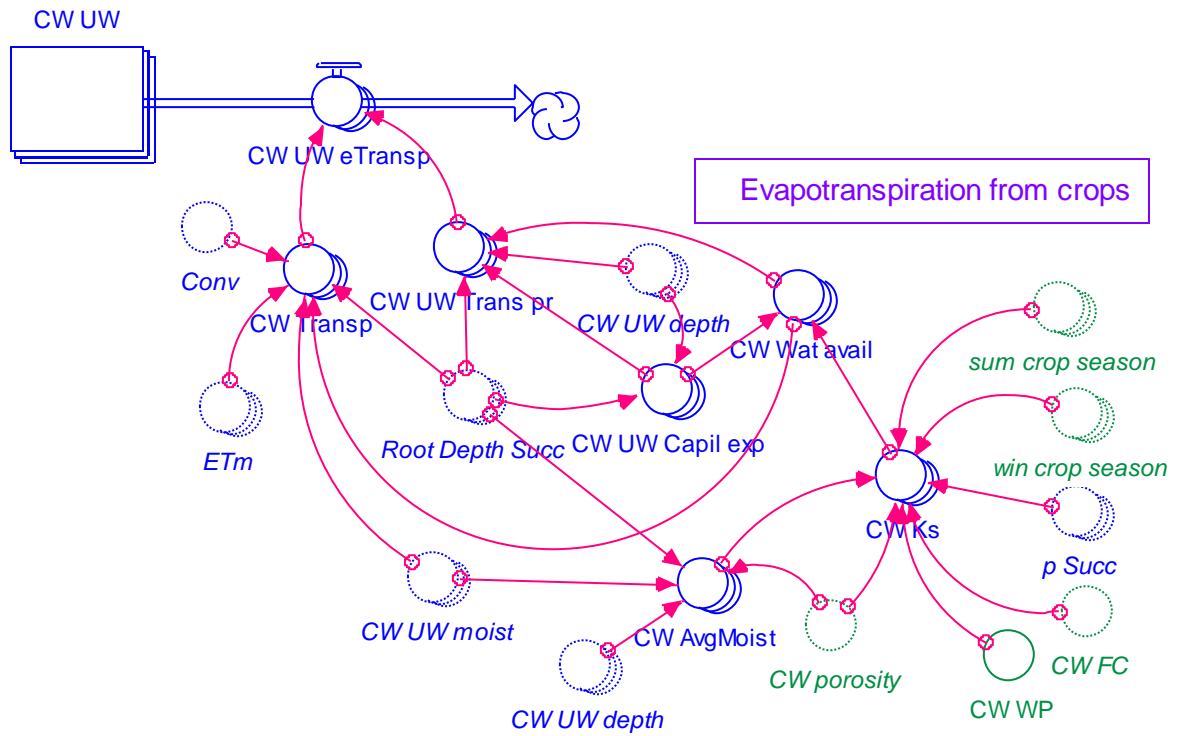 CW UW
CW UW eTransp
Evapotranspiration from crops
Conv
CW Transp
CW UW Trans pr
CW UW depth
CW Wat avail
sum crop season
ETm
Root Depth Succ
CW UW Capil exp
win crop season
CW Ks
p Succ
CW UW moist
CW AvgMoist
CW porosity
CW FC
CW UW depth
CW WP